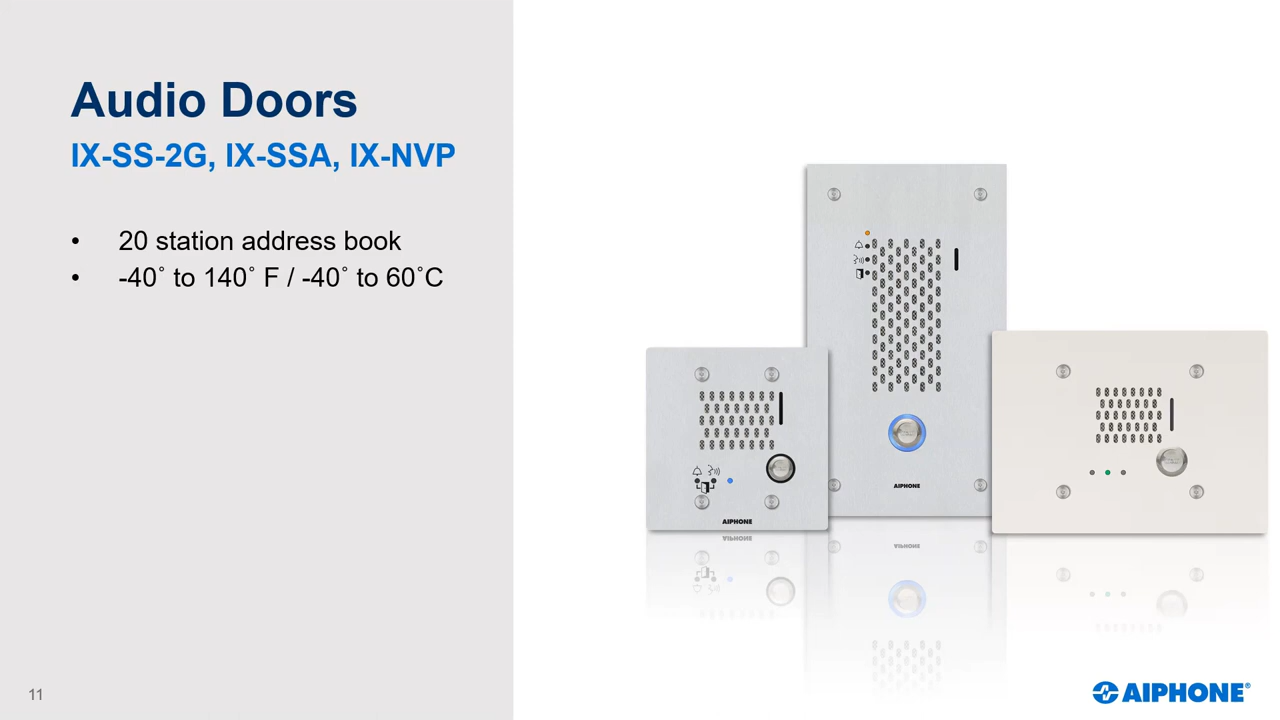 Audio Doors
IX-SS-2G, IX-SSA, IX-NVP
• 20 station address book
• -40˚ to 140˚ F / -40˚ to 60˚C
AIPHONE
AIPHONE
11
AIPHONE®